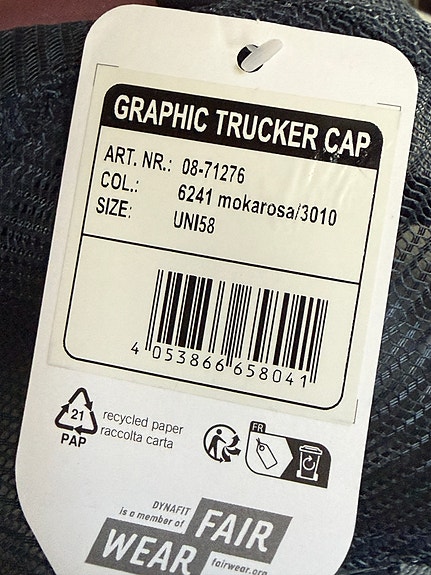 GRAPHIC TRUCKER CAP
ART. NR.: 08-71276
COL.: 6241 mokarosa/3010
SIZE: UNI58
4 053866 658041
21
PAP
recycled paper
raccolta carta
FR
DYNAFIT
is a member of
FAIR
WEAR
fairwear.org